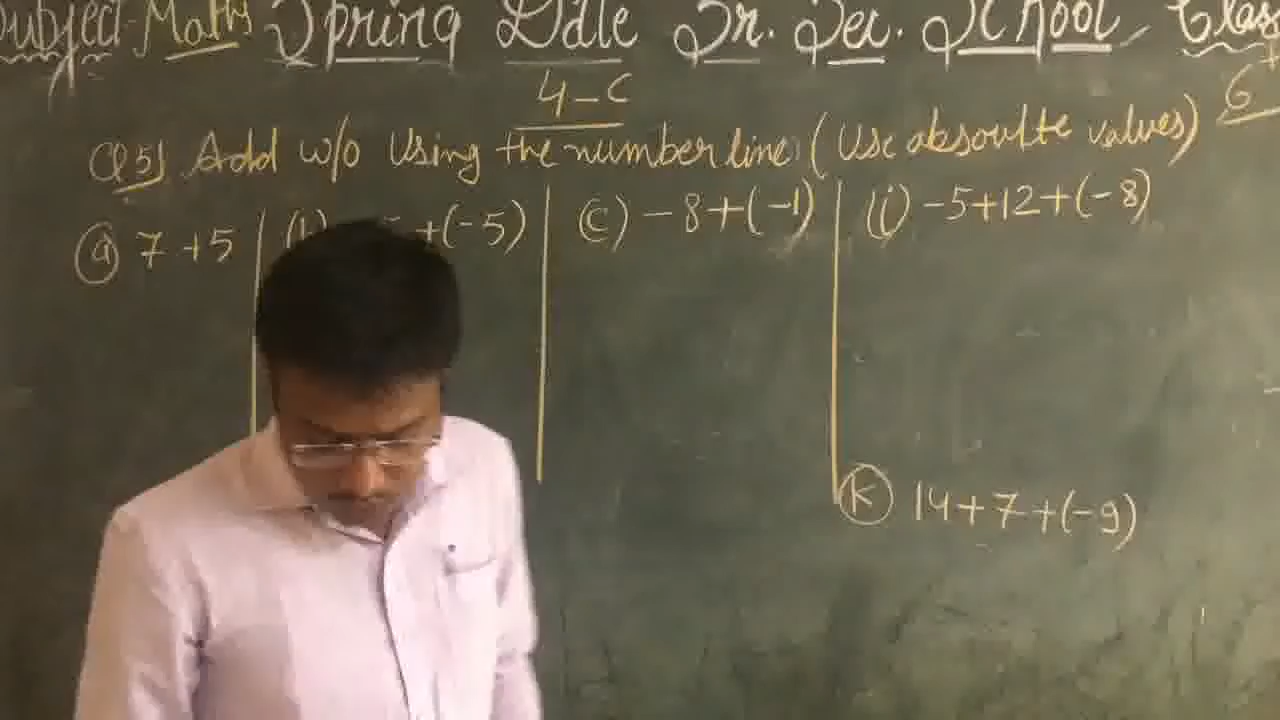 Subject Maths Spring Dale Sr. Sec. School Class
6th
4-C
Q5) Add w/o Using the number line (Use absoulte values)
(a) 7+5
+(-5)
(c) -8+(-1)
(i) -5+12+(-8)
(k) 14+7+(-9)